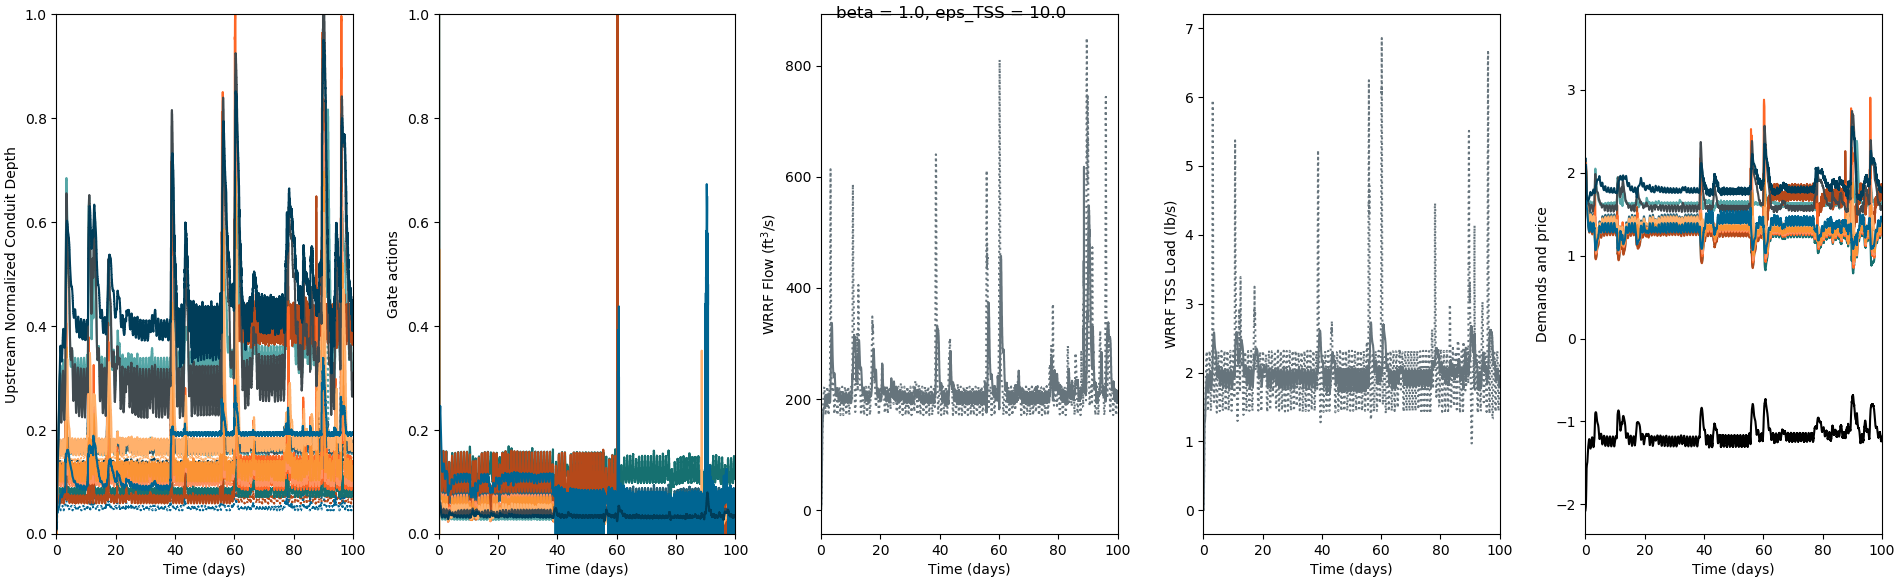 beta = 1.0, eps_TSS = 10.0
Upstream Normalized Conduit Depth
1.0
0.8
0.6
0.4
0.2
0.0
0 20 40 60 80 100
Time (days)
Gate actions
1.0
0.8
0.6
0.4
0.2
0.0
0 20 40 60 80 100
Time (days)
WRRF Flow (ft³/s)
800
600
400
200
0
0 20 40 60 80 100
Time (days)
WRRF TSS Load (lb/s)
7
6
5
4
3
2
1
0
0 20 40 60 80 100
Time (days)
Demands and price
3
2
1
0
−1
−2
0 20 40 60 80 100
Time (days)